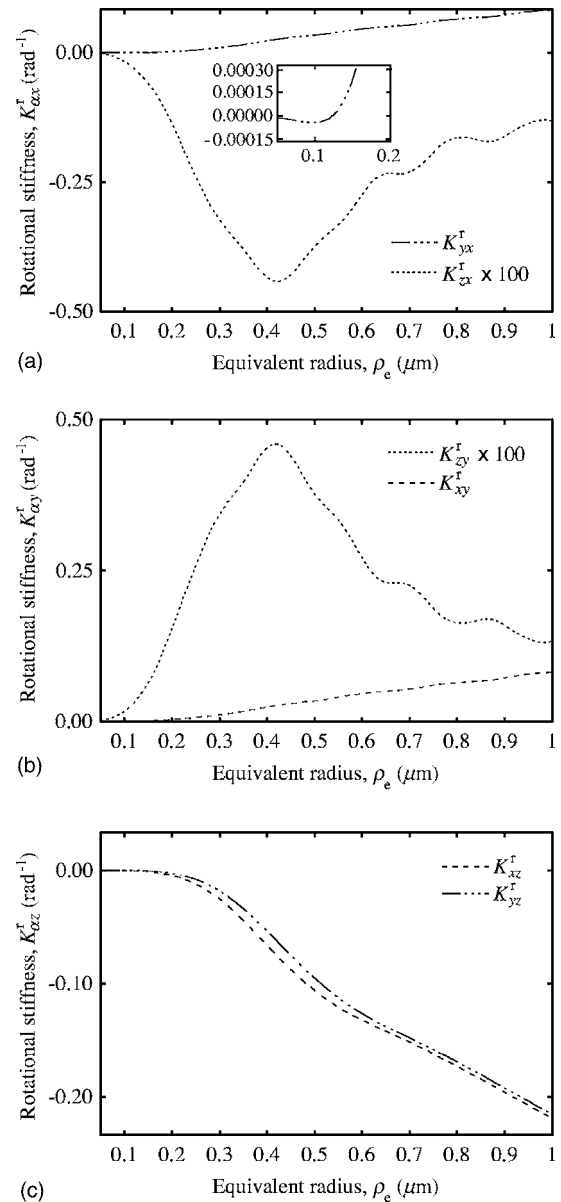 0.00
-0.25
-0.50
Rotational stiffness, K^r_αx (rad^-1)
0.00030
0.00015
0.00000
-0.00015
0.1 0.2
K^r_yx
K^r_zx x 100
0.1 0.2 0.3 0.4 0.5 0.6 0.7 0.8 0.9 1
(a)
Equivalent radius, ρ_e (μm)
0.50
0.25
0.00
Rotational stiffness, K^r_αy (rad^-1)
K^r_zy x 100
K^r_xy
0.1 0.2 0.3 0.4 0.5 0.6 0.7 0.8 0.9 1
(b)
Equivalent radius, ρ_e (μm)
0.00
-0.10
-0.20
Rotational stiffness, K^r_αz (rad^-1)
K^r_xz
K^r_yz
0.1 0.2 0.3 0.4 0.5 0.6 0.7 0.8 0.9 1
(c)
Equivalent radius, ρ_e (μm)